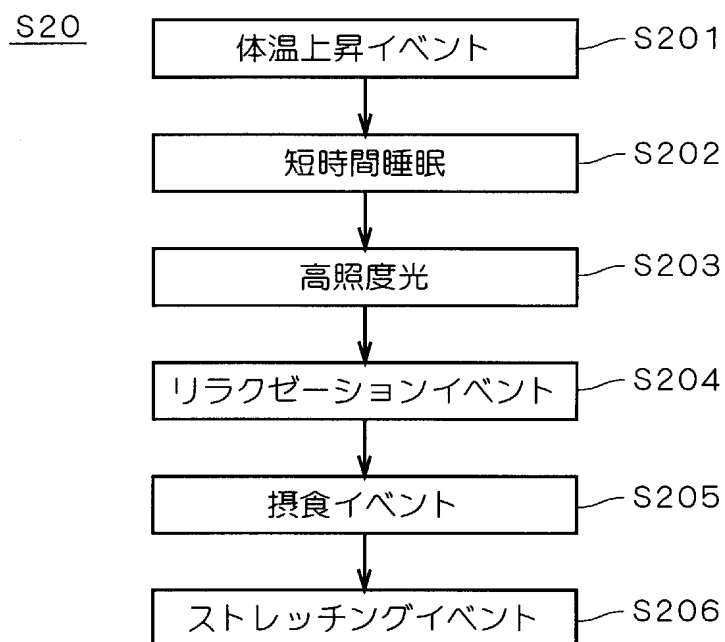 S20
体温上昇イベント
S201
短時間睡眠
S202
高照度光
S203
リラクゼーションイベント
S204
摂食イベント
S205
ストレッチングイベント
S206